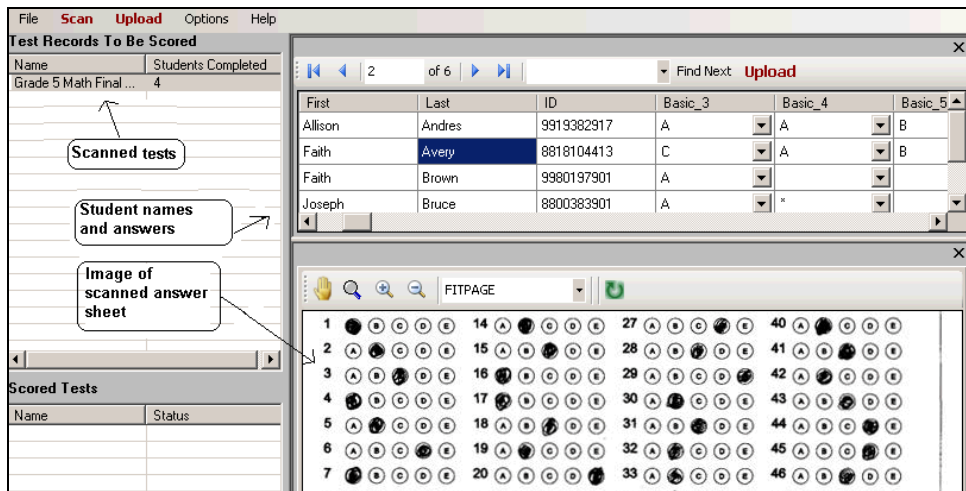 File Scan Upload Options Help
Test Records To Be Scored
Name Students Completed
Grade 5 Math Final ... 4
Scanned tests
Student names
and answers
Image of
scanned answer
sheet
Scored Tests
Name Status
2 of 6 Find Next Upload
First Last ID Basic_3 Basic_4 Basic_5
Allison Andres 9919382917 A A B
Faith Avery 8818104413 C A B
Faith Brown 9980197901 A
Joseph Bruce 8800383901 A *
FITPAGE
1 B C D E 14 A C D E 27 A B C E 40 A C D E
2 A C D E 15 A B D E 28 A B D E 41 A B D E
3 A B D E 16 B C D E 29 A B C D 42 A C D E
4 B C D E 17 B C D E 30 A C D E 43 A B D E
5 A C D E 18 A B D E 31 A B D E 44 A B C E
6 A B C E 19 A C D E 32 A C D E 45 A B C E
7 B C D E 20 A B C D 33 A C D E 46 A B D E